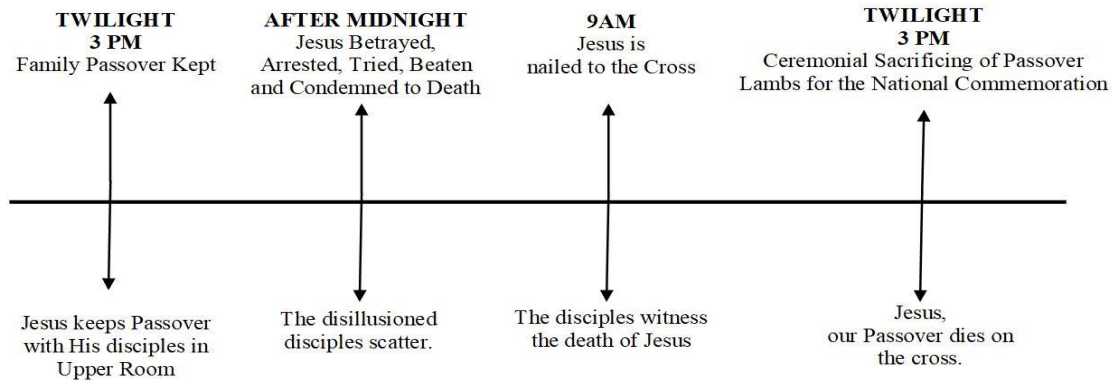 TWILIGHT
3 PM
Family Passover Kept
AFTER MIDNIGHT
Jesus Betrayed,
Arrested, Tried, Beaten
and Condemned to Death
9AM
Jesus is
nailed to the Cross
TWILIGHT
3 PM
Ceremonial Sacrificing of Passover
Lambs for the National Commemoration
Jesus keeps Passover
with His disciples in
Upper Room
The disillusioned
disciples scatter.
The disciples witness
the death of Jesus
Jesus,
our Passover dies on
the cross.